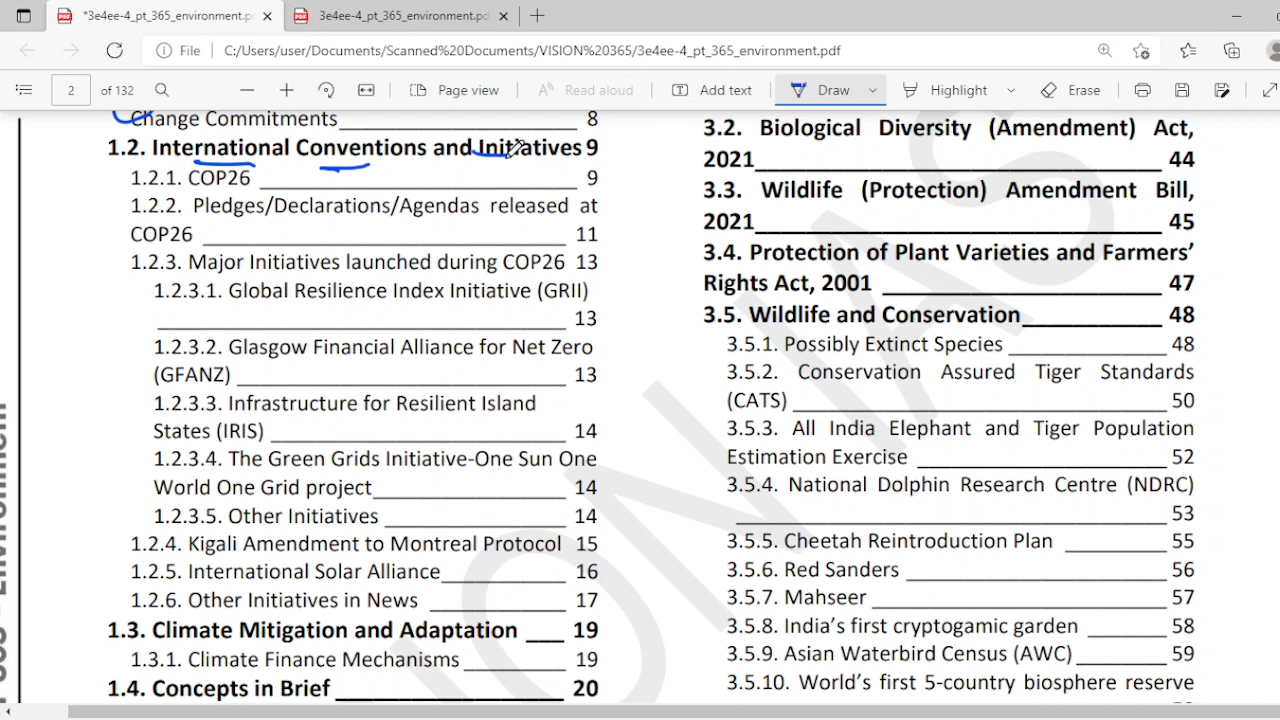 *3e4ee-4_pt_365_environment.p
3e4ee-4_pt_365_environment.pd
File
C:/Users/user/Documents/Scanned%20Documents/VISION%20365/3e4ee-4_pt_365_environment.pdf
2 of 132
Page view
Read aloud
Add text
Draw
Highlight
Erase
Change Commitments 8
1.2. International Conventions and Initiatives 9
1.2.1. COP26 9
1.2.2. Pledges/Declarations/Agendas released at
COP26 11
1.2.3. Major Initiatives launched during COP26 13
1.2.3.1. Global Resilience Index Initiative (GRII)
13
1.2.3.2. Glasgow Financial Alliance for Net Zero
(GFANZ) 13
1.2.3.3. Infrastructure for Resilient Island
States (IRIS) 14
1.2.3.4. The Green Grids Initiative-One Sun One
World One Grid project 14
1.2.3.5. Other Initiatives 14
1.2.4. Kigali Amendment to Montreal Protocol 15
1.2.5. International Solar Alliance 16
1.2.6. Other Initiatives in News 17
1.3. Climate Mitigation and Adaptation 19
1.3.1. Climate Finance Mechanisms 19
1.4. Concepts in Brief 20
3.2. Biological Diversity (Amendment) Act,
2021 44
3.3. Wildlife (Protection) Amendment Bill,
2021 45
3.4. Protection of Plant Varieties and Farmers’
Rights Act, 2001 47
3.5. Wildlife and Conservation 48
3.5.1. Possibly Extinct Species 48
3.5.2. Conservation Assured Tiger Standards
(CATS) 50
3.5.3. All India Elephant and Tiger Population
Estimation Exercise 52
3.5.4. National Dolphin Research Centre (NDRC)
53
3.5.5. Cheetah Reintroduction Plan 55
3.5.6. Red Sanders 56
3.5.7. Mahseer 57
3.5.8. India’s first cryptogamic garden 58
3.5.9. Asian Waterbird Census (AWC) 59
3.5.10. World’s first 5-country biosphere reserve
ION IAS